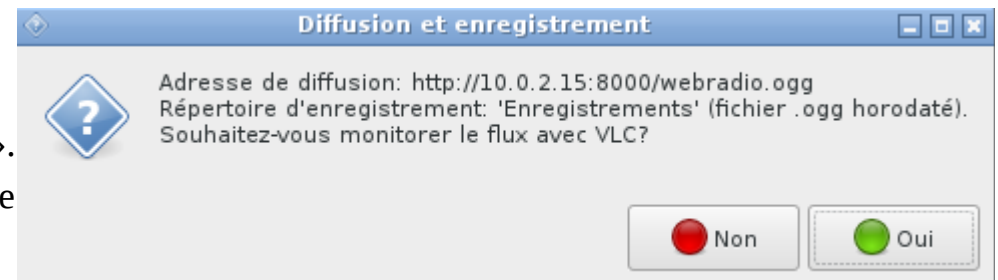 Diffusion et enregistrement
Adresse de diffusion: http://10.0.2.15:8000/webradio.ogg
Répertoire d'enregistrement: 'Enregistrements' (fichier .ogg horodaté).
Souhaitez-vous monitorer le flux avec VLC?
».
e
Non Oui